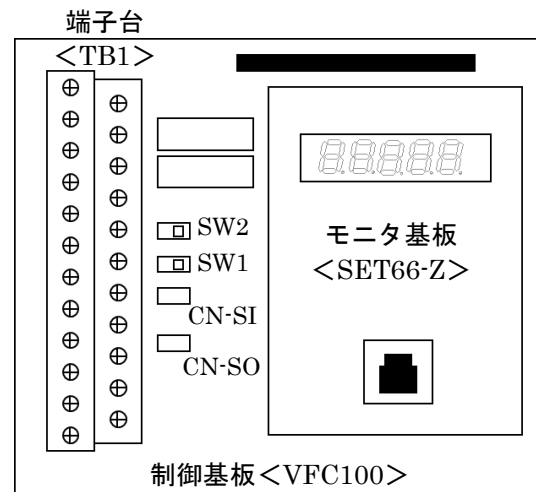 端子台
＜TB1＞
88888
SW2
SW1
CN-SI
CN-SO
モニタ基板
＜SET66-Z＞
制御基板＜VFC100＞